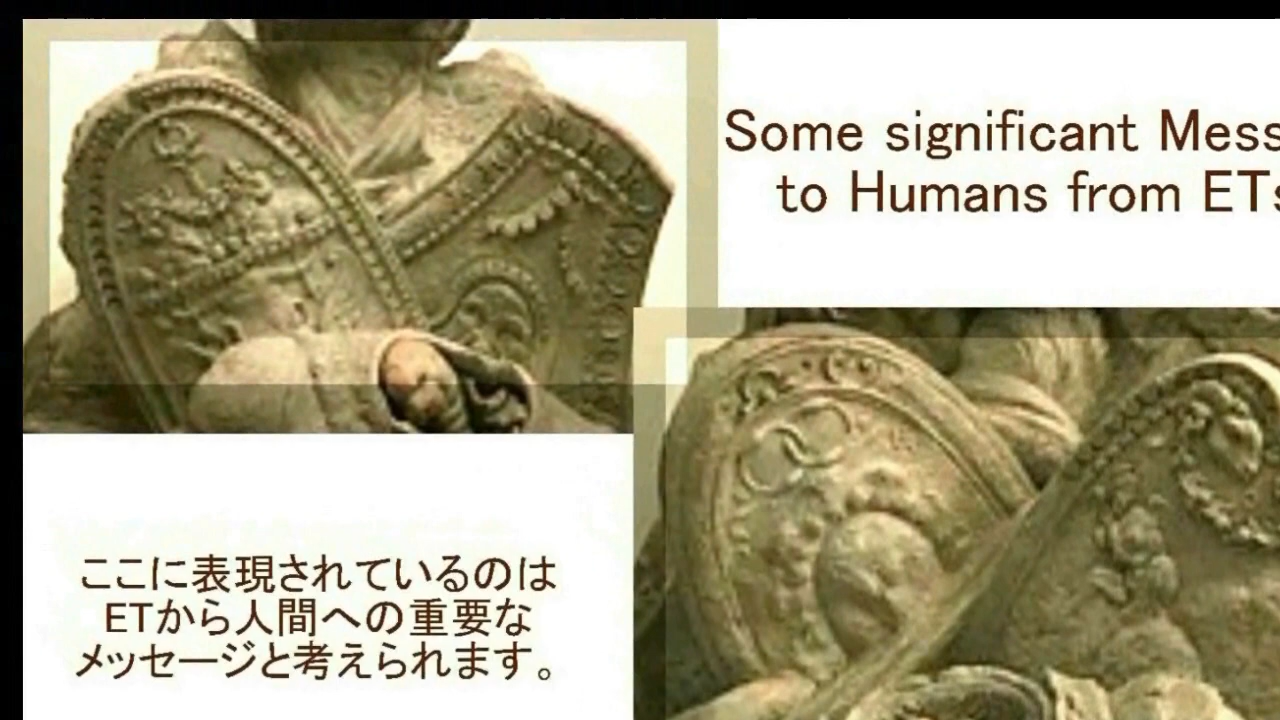 Some significant Mess
to Humans from ETs
ここに表現されているのは
ETから人間への重要な
メッセージと考えられます。